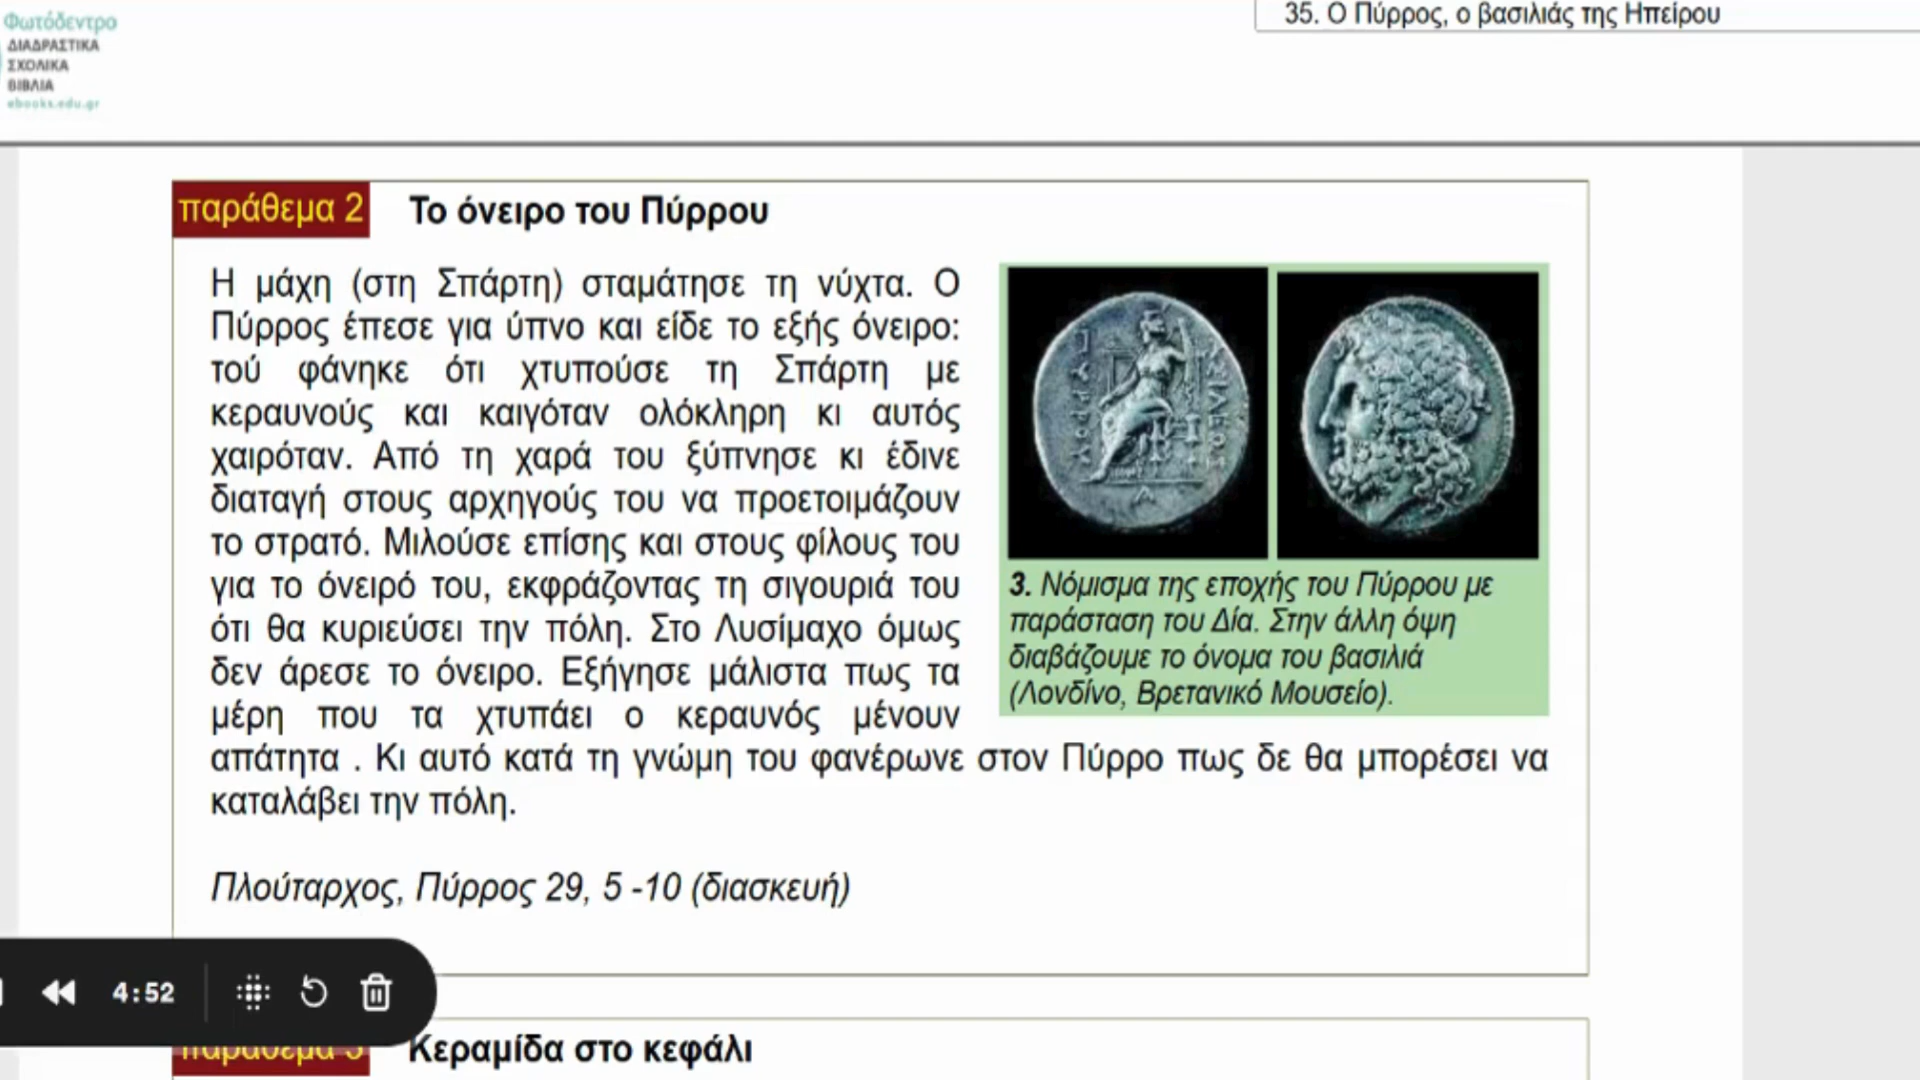 Φωτόδεντρο
ΔΙΑΔΡΑΣΤΙΚΑ
ΣΧΟΛΙΚΑ
ΒΙΒΛΙΑ
ebooks.edu.gr
35. Ο Πύρρος, ο βασιλιάς της Ηπείρου
παράθεμα 2
Το όνειρο του Πύρρου
Η μάχη (στη Σπάρτη) σταμάτησε τη νύχτα. Ο
Πύρρος έπεσε για ύπνο και είδε το εξής όνειρο:
τού φάνηκε ότι χτυπούσε τη Σπάρτη με
κεραυνούς και καιγόταν ολόκληρη κι αυτός
χαιρόταν. Από τη χαρά του ξύπνησε κι έδινε
διαταγή στους αρχηγούς του να προετοιμάζουν
το στρατό. Μιλούσε επίσης και στους φίλους του
για το όνειρό του, εκφράζοντας τη σιγουριά του
ότι θα κυριεύσει την πόλη. Στο Λυσίμαχο όμως
δεν άρεσε το όνειρο. Εξήγησε μάλιστα πως τα
μέρη που τα χτυπάει ο κεραυνός μένουν
απάτητα . Κι αυτό κατά τη γνώμη του φανέρωνε στον Πύρρο πως δε θα μπορέσει να
καταλάβει την πόλη.
Πλούταρχος, Πύρρος 29, 5 -10 (διασκευή)
ΠΥΡΡΟΥ
ΣΙΛΕΩΣ
Α
3. Νόμισμα της εποχής του Πύρρου με
παράσταση του Δία. Στην άλλη όψη
διαβάζουμε το όνομα του βασιλιά
(Λονδίνο, Βρετανικό Μουσείο).
4:52
παράθεμα 3
Κεραμίδα στο κεφάλι